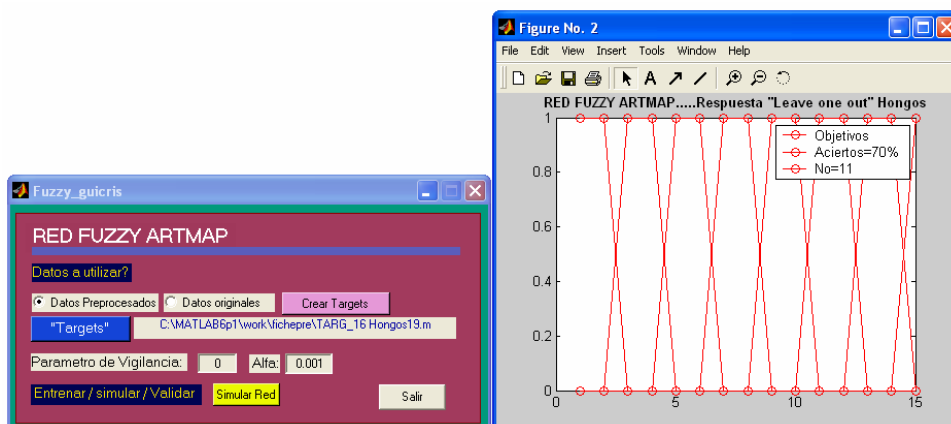 Fuzzy_guicris
RED FUZZY ARTMAP
Datos a utilizar?
Datos Preprocesados Datos originales Crear Targets
"Targets" C:\MATLAB6p1\work\fichepre\TARG_16 Hongos19.m
Parametro de Vigilancia: 0 Alfa: 0.001
Entrenar / simular / Validar Simular Red Salir
Figure No. 2
File Edit View Insert Tools Window Help
A
RED FUZZY ARTMAP.....Respuesta "Leave one out" Hongos
Objetivos
Aciertos=70%
No=11
1
0.8
0.6
0.4
0.2
0
0 5 10 15